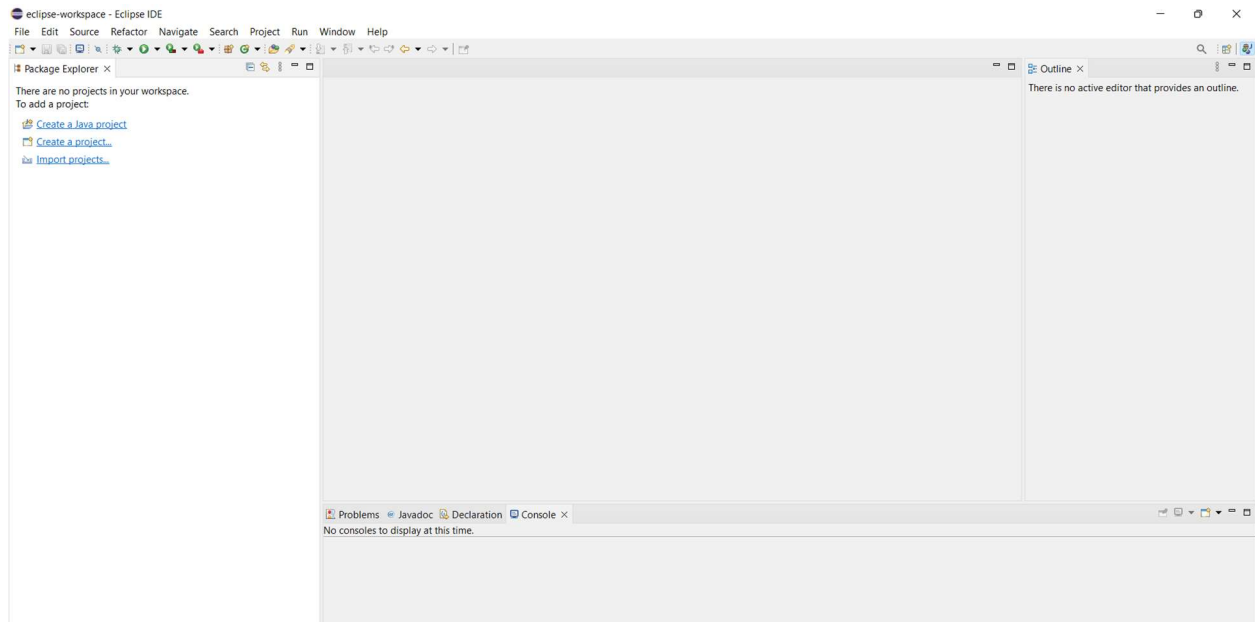 eclipse-workspace - Eclipse IDE
File Edit Source Refactor Navigate Search Project Run Window Help
Package Explorer
There are no projects in your workspace.
To add a project:
Create a Java project
Create a project...
Import projects...
Outline
There is no active editor that provides an outline.
Problems Javadoc Declaration Console
No consoles to display at this time.